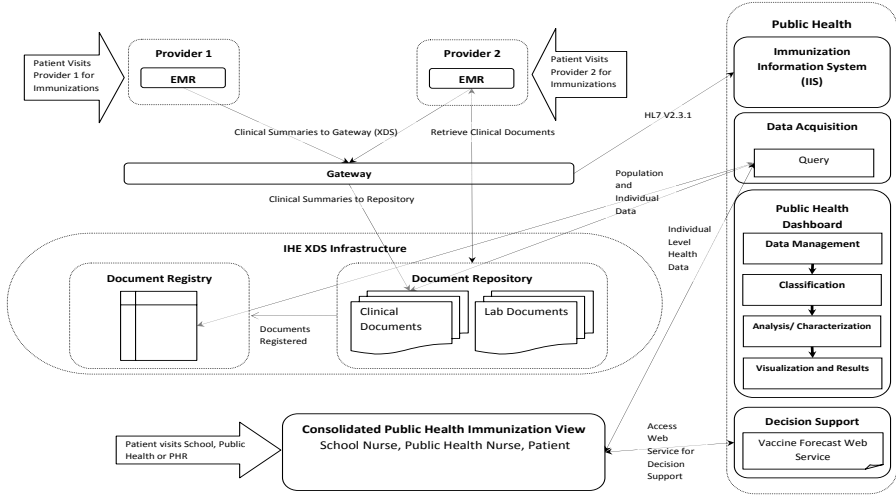 Patient Visits
Provider 1 for
Immunizations
Provider 1
EMR
Provider 2
EMR
Patient Visits
Provider 2 for
Immunizations
Clinical Summaries to Gateway (XDS)
Retrieve Clinical Documents
HL7 V2.3.1
Gateway
Clinical Summaries to Repository
Population
and
Individual
Data
Individual
Level
Health
Data
IHE XDS Infrastructure
Document Registry
Documents
Registered
Document Repository
Clinical
Documents
Lab Documents
Patient visits School, Public
Health or PHR
Consolidated Public Health Immunization View
School Nurse, Public Health Nurse, Patient
Access
Web
Service for
Decision
Support
Public Health
Immunization
Information System
(IIS)
Data Acquisition
Query
Public Health
Dashboard
Data Management
Classification
Analysis/ Characterization
Visualization and Results
Decision Support
Vaccine Forecast Web
Service